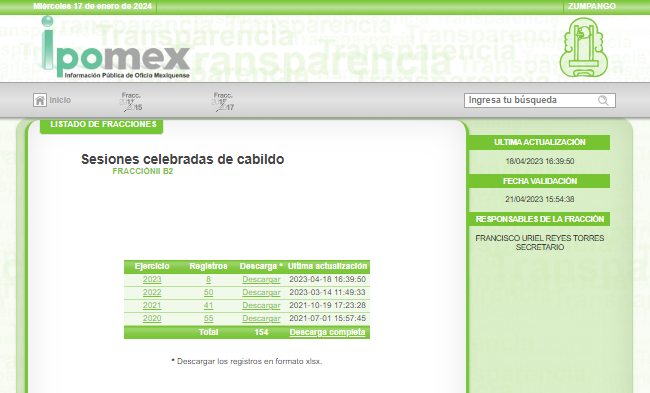 Miércoles 17 de enero de 2024
ZUMPANGO
ipomex
Información Pública de Oficio Mexiquense
Transparencia
Inicio
Fracc.
Fracc.
Ingresa tu búsqueda
LISTADO DE FRACCIONES
Sesiones celebradas de cabildo
FRACCIÓNII B2
Ejercicio Registros Descarga * Ultima actualización
2023 8 Descargar 2023-04-18 16:39:50
2022 50 Descargar 2022-03-14 11:49:33
2021 41 Descargar 2021-10-19 17:23:28
2020 55 Descargar 2021-07-01 15:57:45
Total 154 Descarga completa
* Descargar los registros en formato xlsx.
ULTIMA ACTUALIZACIÓN
18/04/2023 16:39:50
FECHA VALIDACIÓN
21/04/2023 15:54:38
RESPONSABLES DE LA FRACCIÓN
FRANCISCO URIEL REYES TORRES
SECRETARIO